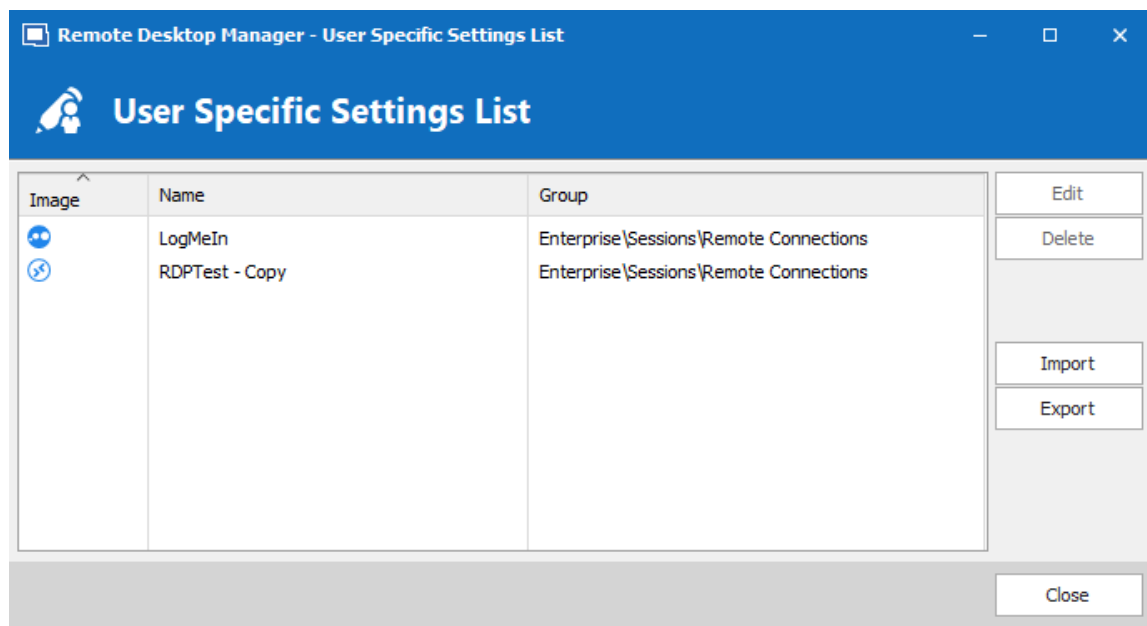 Remote Desktop Manager - User Specific Settings List
User Specific Settings List
Image Name Group
LogMeIn Enterprise\Sessions\Remote Connections
RDPTest - Copy Enterprise\Sessions\Remote Connections
Edit
Delete
Import
Export
Close